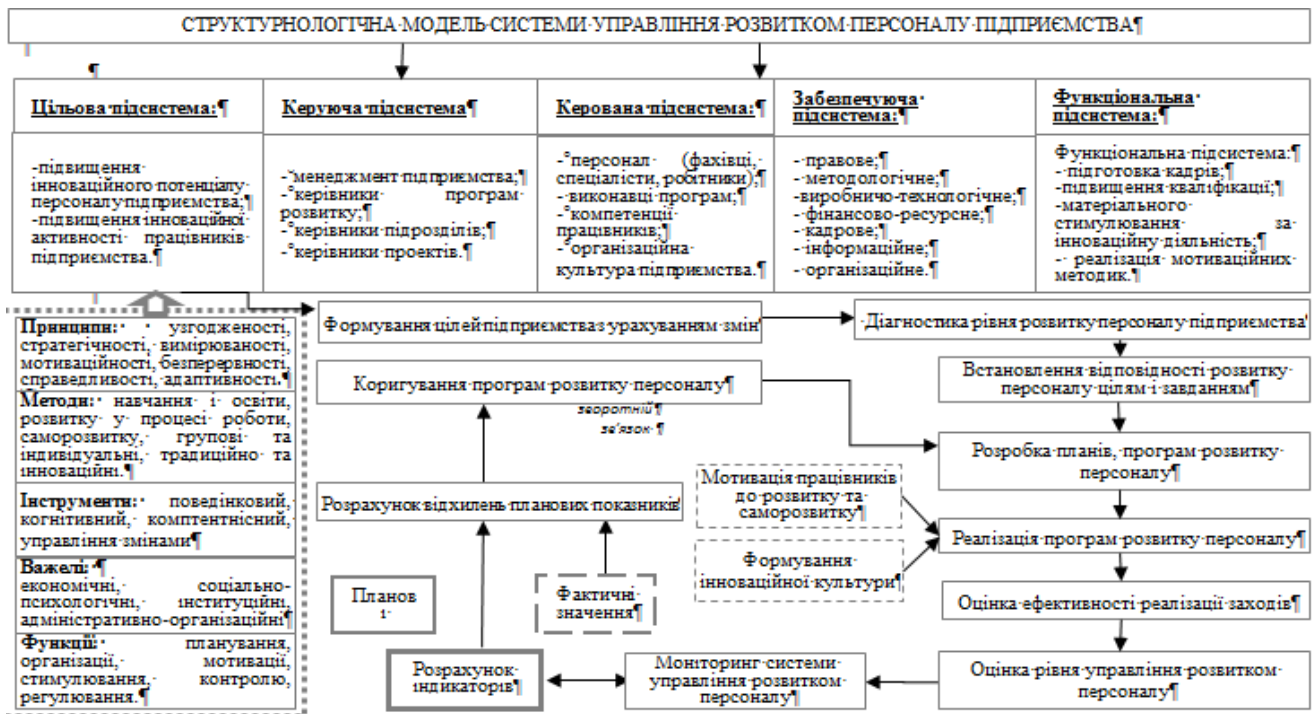 СТРУКТУРНОЛОГІЧНА·МОДЕЛЬ·СИСТЕМИ·УПРАВЛІННЯ·РОЗВИТКОМ·ПЕРСОНАЛУ·ПІДПРИЄМСТВА¶
¶
¶
Цільова·підсистема:¶
-підвищення·
інноваційного·потенціалу·
персоналу·підприємства;¶
-підвищення·інноваційної·
активності· працівників·
підприємства.¶
Керуюча·підсистема¶
-°менеджмент·підприємства;¶
-°керівники· програм·
розвитку;¶
-°керівники·підрозділів;¶
-°керівники·проектів.¶
Керована·підсистема:¶
-°персонал· (фахівці,·
спеціалісти,·робітники);¶
-·виконавці·програм;¶
-°компетенції·
працівників;¶
-°організаційна·
культура·підприємства.¶
Забезпечуюча·
підсистема:¶
-·правове;¶
-·методологічне;¶
-виробничо-технологічне;¶
-·фінансово-ресурсне;¶
-·кадрове;¶
-·інформаційне;¶
-·організаційне.¶
Функціональна·
підсистема:¶
Функціональна·підсистема:¶
-·підготовка·кадрів;¶
-підвищення·кваліфікації;¶
-матеріального·
стимулювання· за·
інноваційну·діяльність;¶
-·реалізація·мотиваційних·
методик.¶
¶
Принципи:· · узгодженості,·
стратегічності,·вимірюваності,·
мотиваційності,·безперервності,·
справедливості,·адаптивності.¶
Методи:· навчання· і· освіти,·
розвитку· у· процесі· роботи,·
саморозвитку,· групові· та·
індивідуальні,· традиційно· та·
інноваційні.¶
Інструменти:· поведінковий,·
когнітивний,· комптентнісний,·
управління·змінами¶
Важелі:·¶
економічні,· соціально-
психологічні,· інституційні,·
адміністративно-організаційні¶
Функції:· планування,·
організації,· мотивації,·
стимулювання,· контролю,·
регулювання.¶
Формування·цілей·підприємства·з·урахуванням·змін
·Діагностика·рівня·розвитку·персоналу·підприємства
Коригування·програм·розвитку·персоналу¶
зворотній¶
зв'язок·¶
Встановлення·відповідності·розвитку·
персоналу·цілям·і·завданням¶
Розробка·планів,·програм·розвитку·
персоналу¶
Мотивація·працівників·
до·розвитку·та·
саморозвитку¶
Розрахунок·відхилень·планових·показників
Реалізація·програм·розвитку·персоналу¶
Формування·
інноваційної·культури¶
Планов
і·
Фактичні·
значення¶
Оцінка·ефективності·реалізації·заходів¶
Розрахунок·
індикаторів¶
Моніторинг·системи·
управління·розвитком·
персоналу¶
Оцінка·рівня·управління·розвитком·
персоналу¶